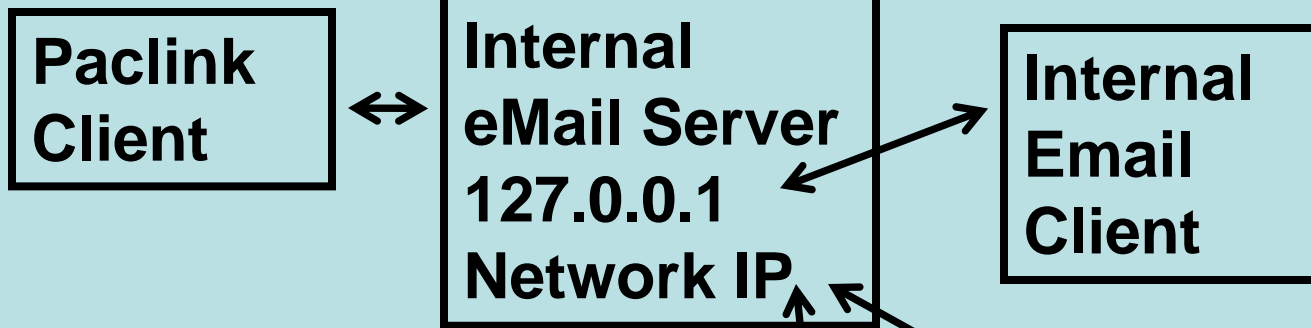 Paclink
Client
Internal
eMail Server
127.0.0.1
Network IP
Internal
Email
Client